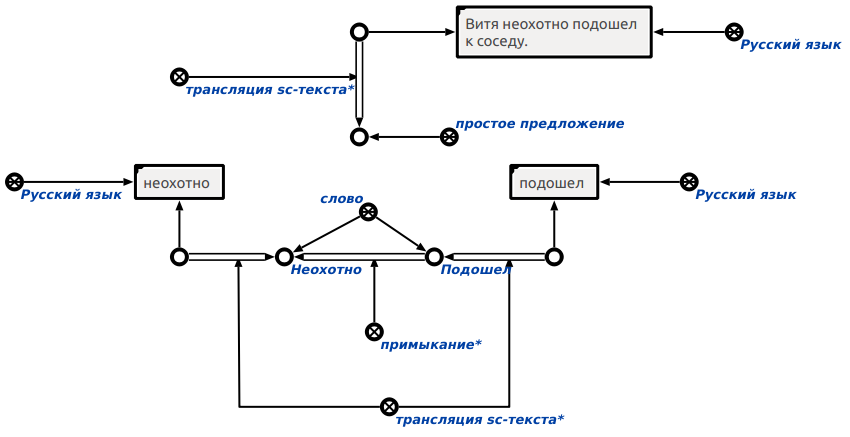 Витя неохотно подошел
к соседу.
Русский язык
трансляция sc-текста*
простое предложение
неохотно
подошел
Русский язык
Русский язык
слово
Неохотно
Подошел
примыкание*
трансляция sc-текста*